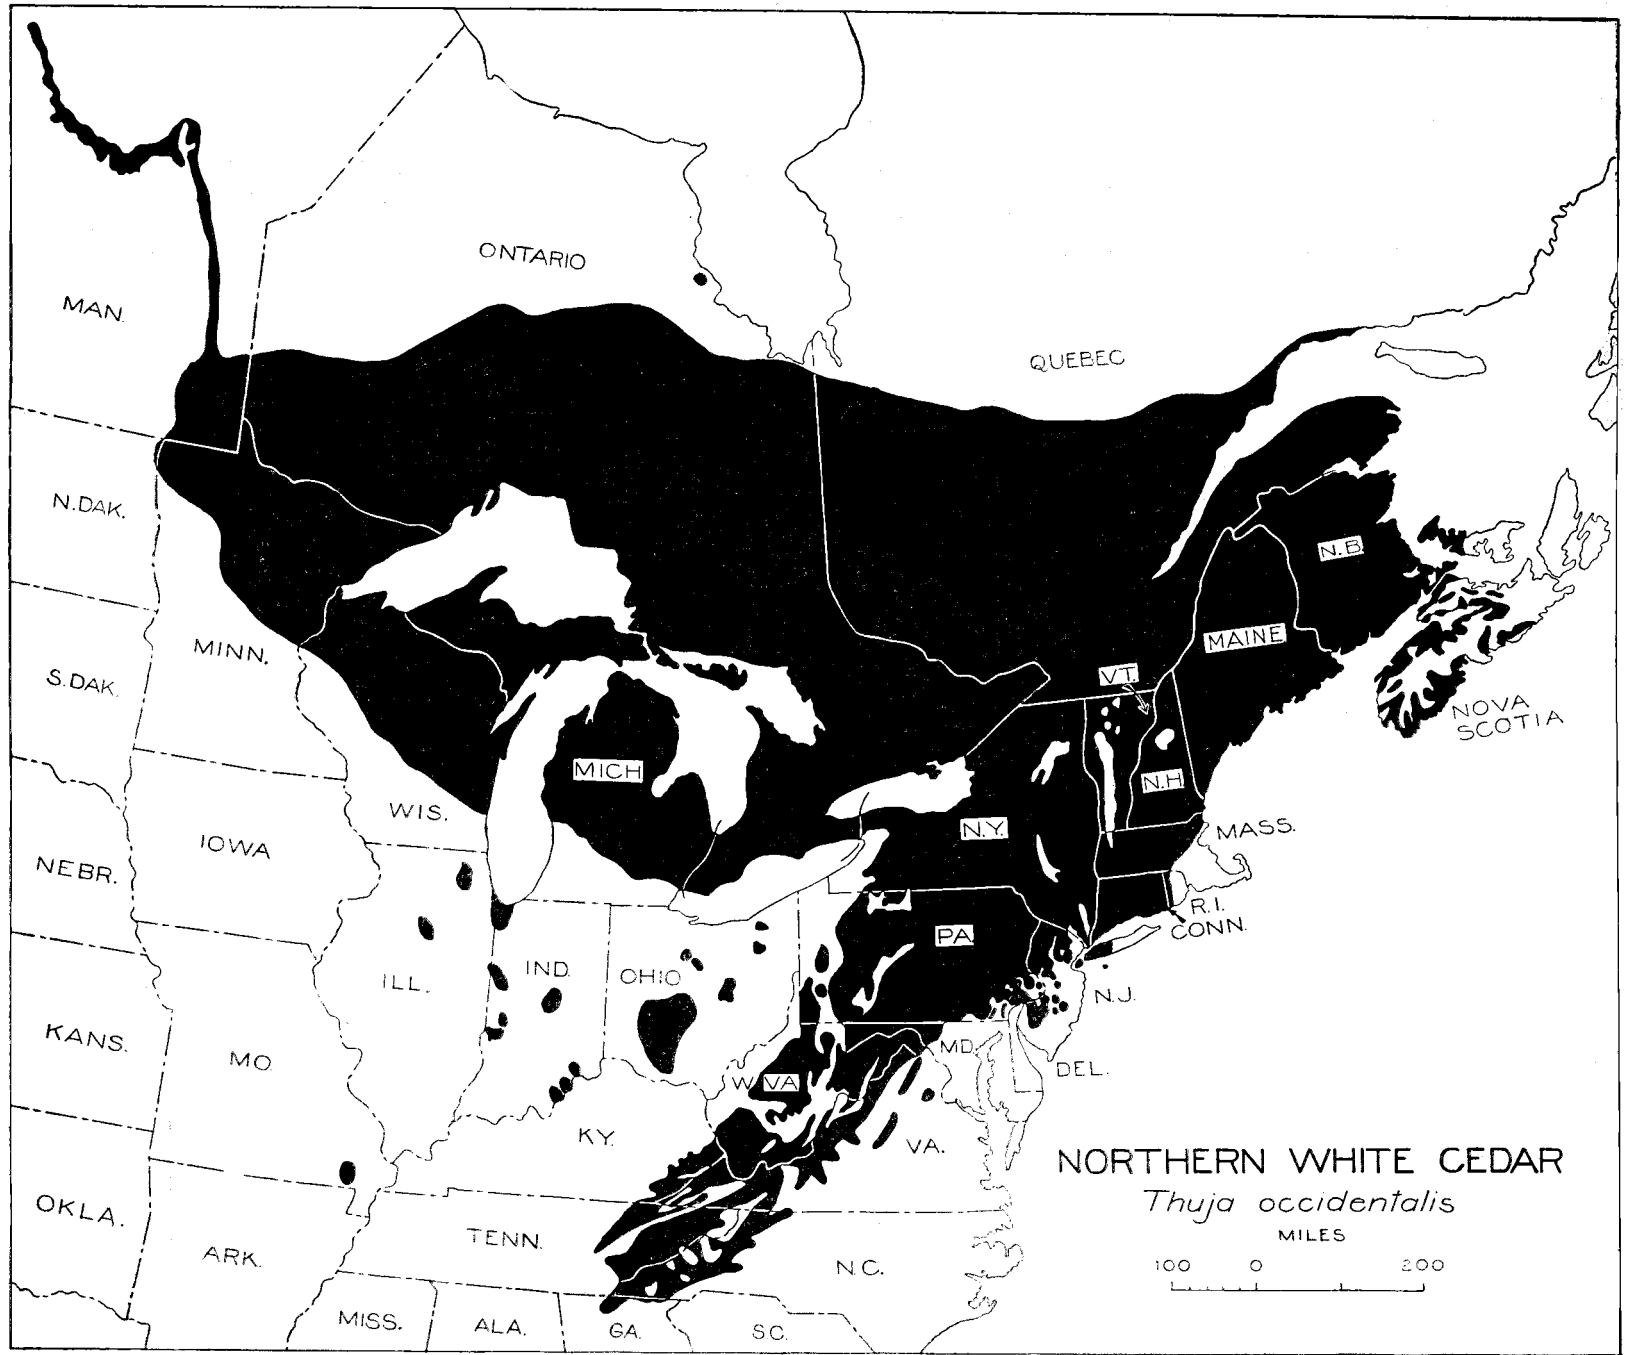 ONTARIO
MAN.
QUEBEC
N.DAK.
N.B.
MINN.
MAINE
S.DAK.
VT.
NOVA
SCOTIA
MICH
N.H
WIS.
N.Y.
MASS.
IOWA
NEBR.
R.I.
CONN.
PA
IND.
OHIO
ILL.
N.J.
KANS.
MO.
MD.
DEL.
W.VA
KY.
VA.
NORTHERN WHITE CEDAR
Thuja occidentalis
MILES
100 0 200
OKLA.
TENN.
ARK.
N.C.
MISS.
ALA.
GA.
S.C.